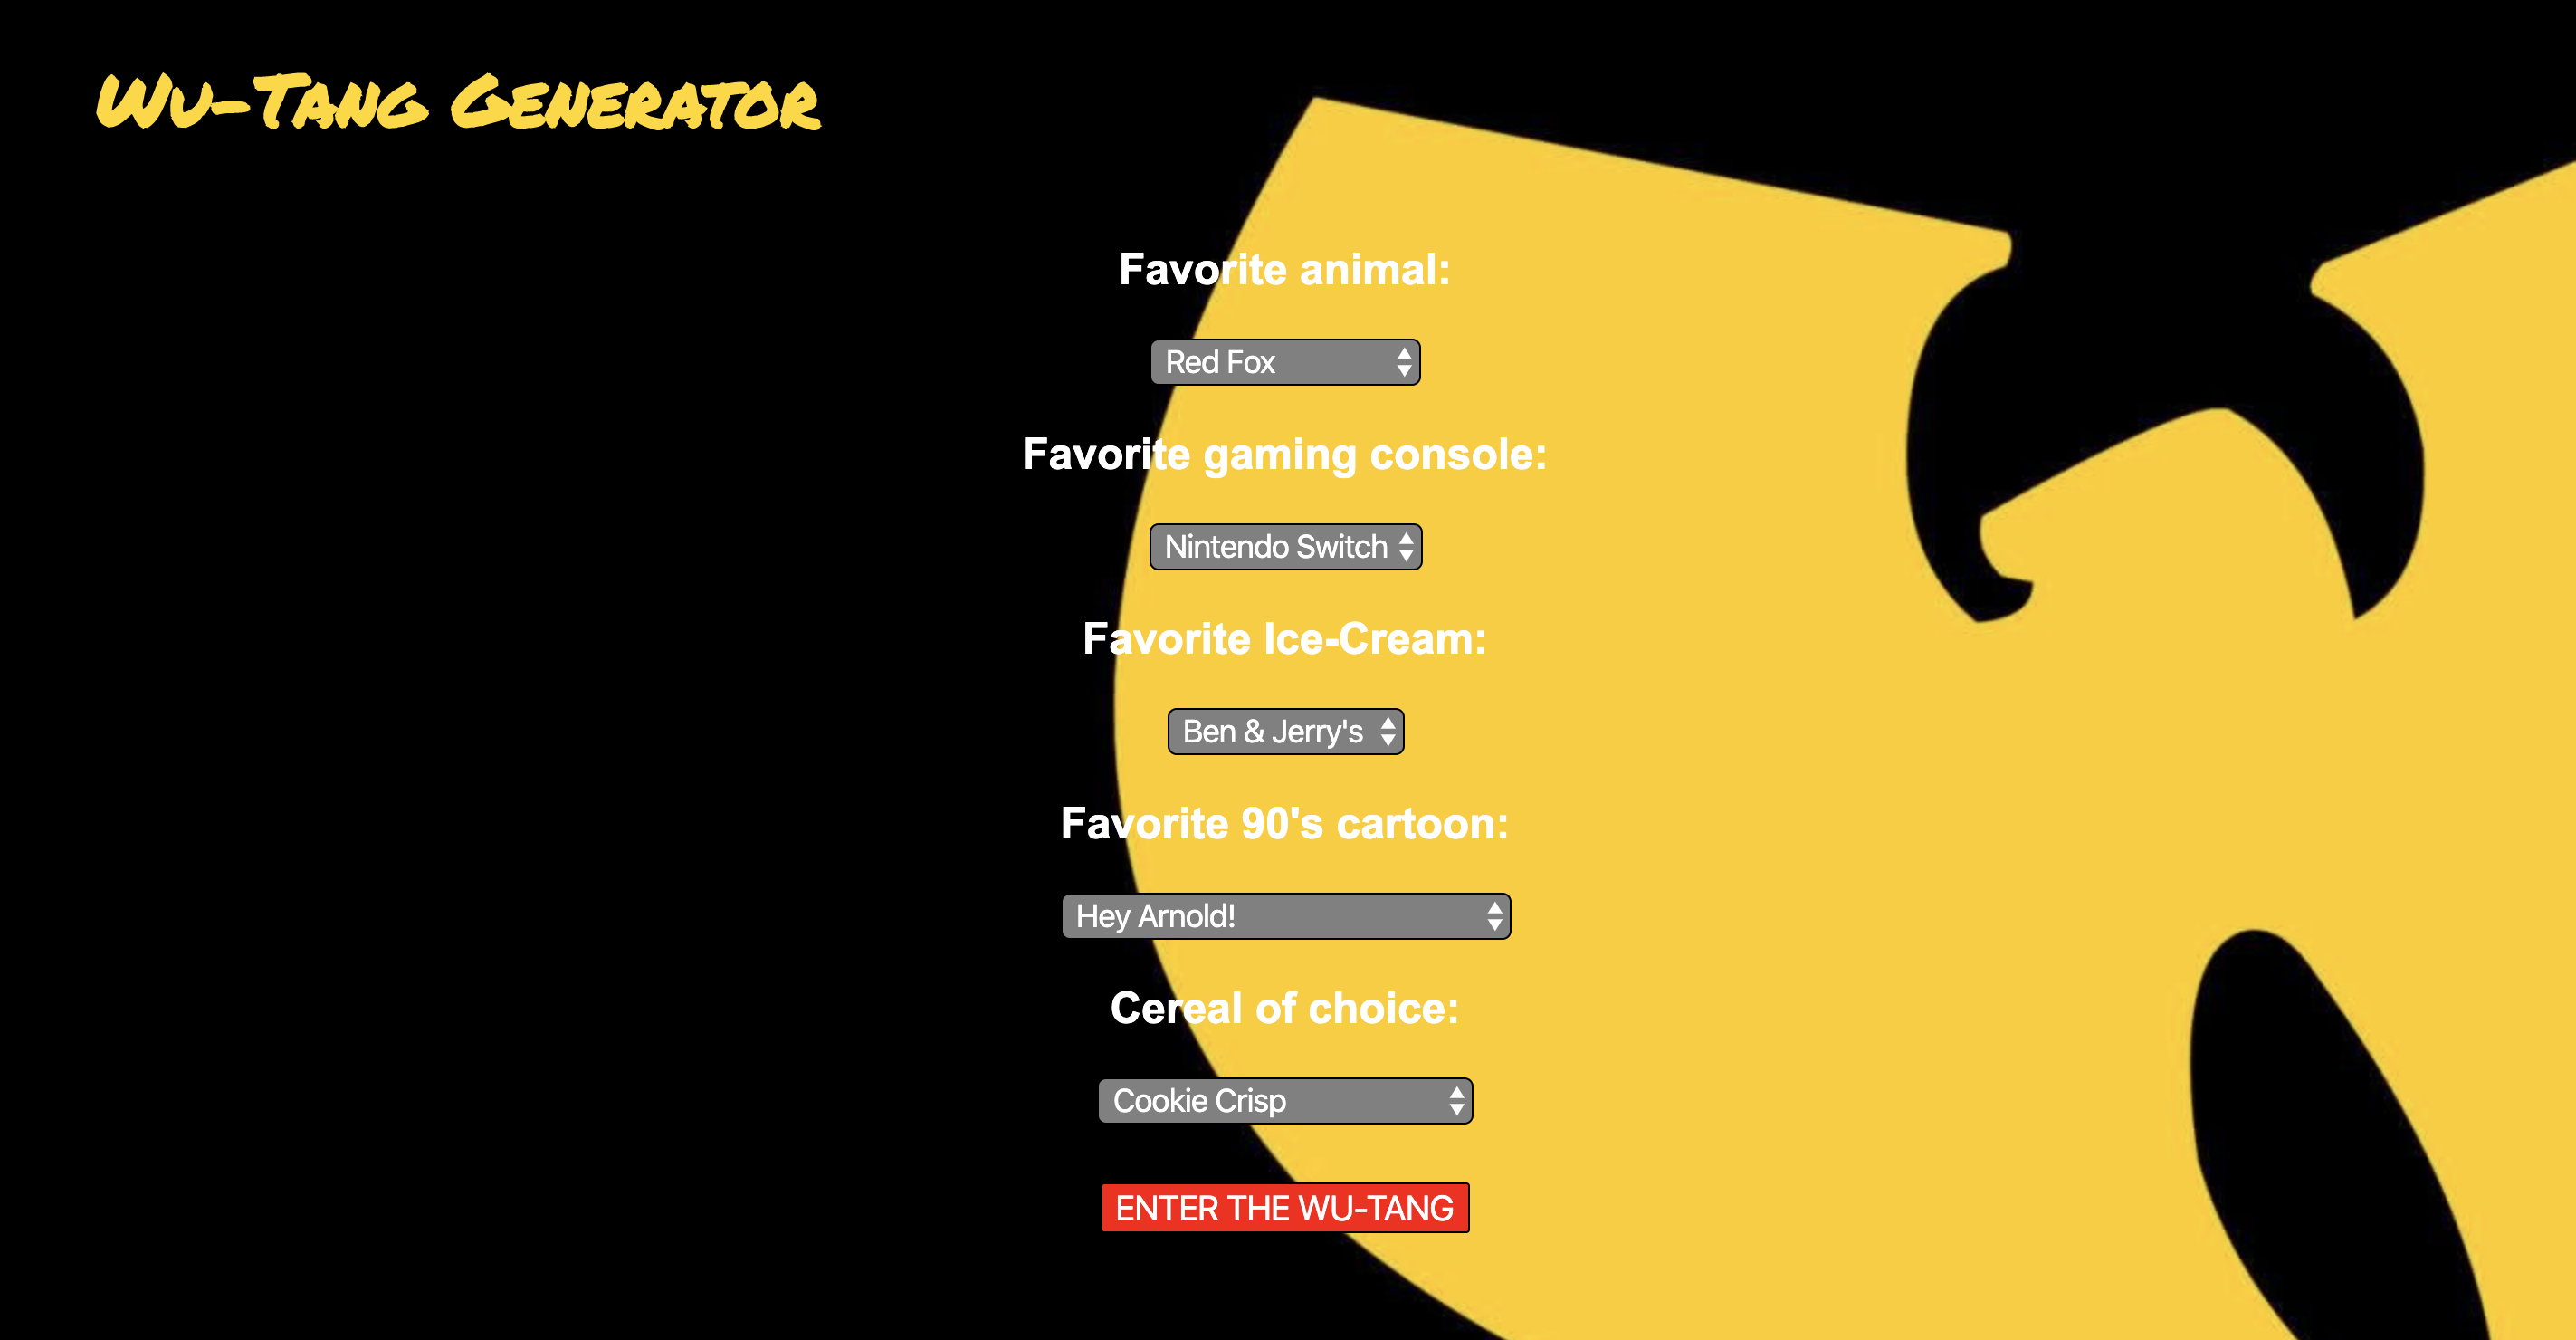 Wu-Tang Generator
Favorite animal:
Red Fox
Favorite gaming console:
Nintendo Switch
Favorite Ice-Cream:
Ben & Jerry's
Favorite 90's cartoon:
Hey Arnold!
Cereal of choice:
Cookie Crisp
ENTER THE WU-TANG